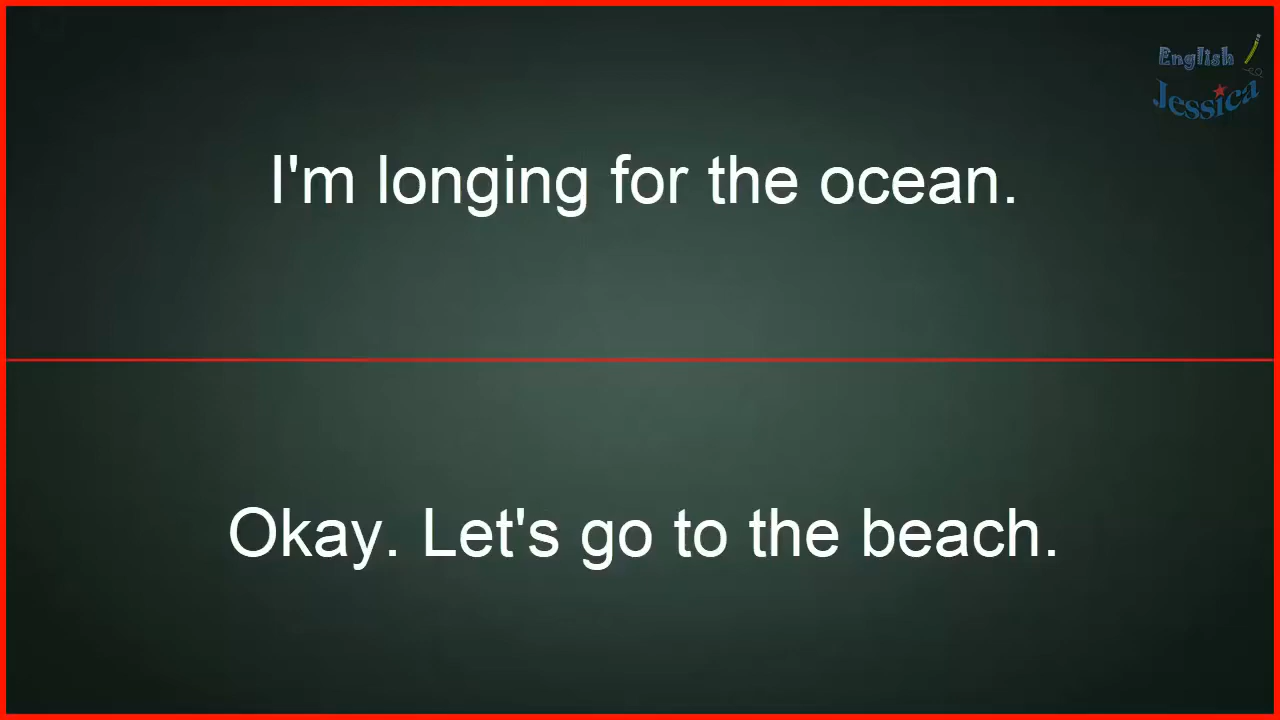 English
Jessica
I'm longing for the ocean.
Okay. Let's go to the beach.